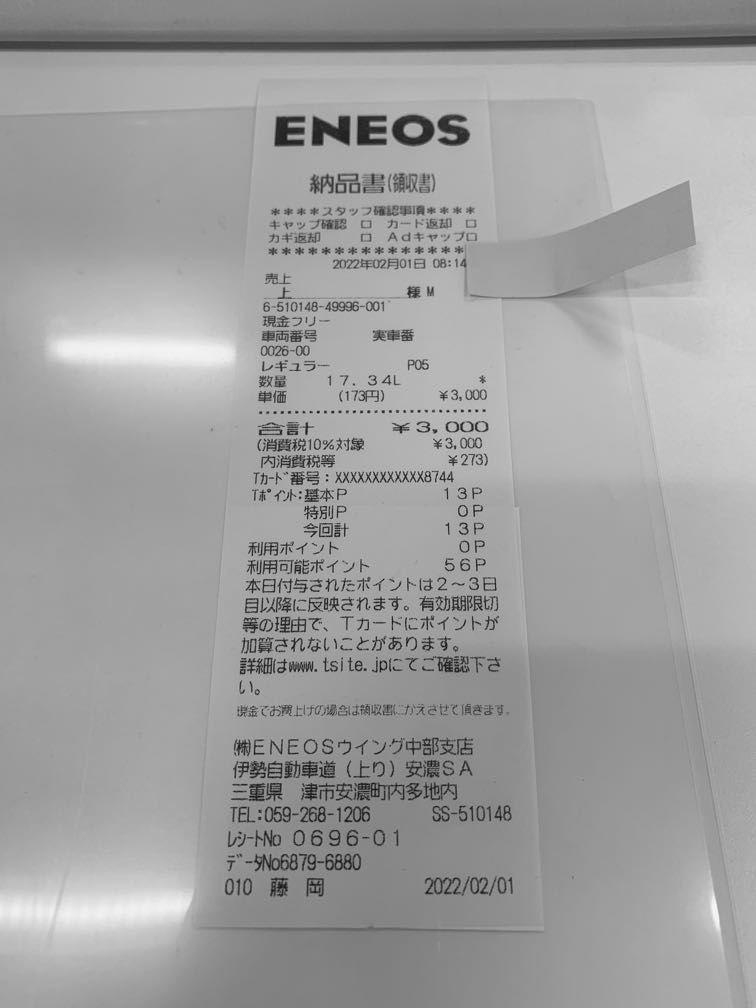 ENEOS
納品書(領収書)
****スタッフ確認事項****
キャップ確認 □ カード返却 □
カギ返却 □ Adキャップ□
****************
2022年02月01日 08:14
売上
上 様 M
6-510148-49996-001
現金フリー
車両番号 実車番
0026-00
レギュラー P05
数量 17.34L *
単価 (173円) ¥3,000
合計 ¥3,000
(消費税10%対象 ¥3,000
内消費税等 ¥273)
Tカード番号:XXXXXXXXXXXX8744
Tポイント:基本P 13P
特別P 0P
今回計 13P
利用ポイント 0P
利用可能ポイント 56P
本日付与されたポイントは2~3日
目以降に反映されます。有効期限切
等の理由で、Tカードにポイントが
加算されないことがあります。
詳細はwww.tsite.jpにてご確認下さ
い。
現金でお買上げの場合は領収書にかえさせて頂きます。
㈱ENEOSウイング中部支店
伊勢自動車道(上り)安濃SA
三重県 津市安濃町内多地内
TEL:059-268-1206 SS-510148
レシートNo 0696-01
データNo6879-6880
010 藤 岡 2022/02/01